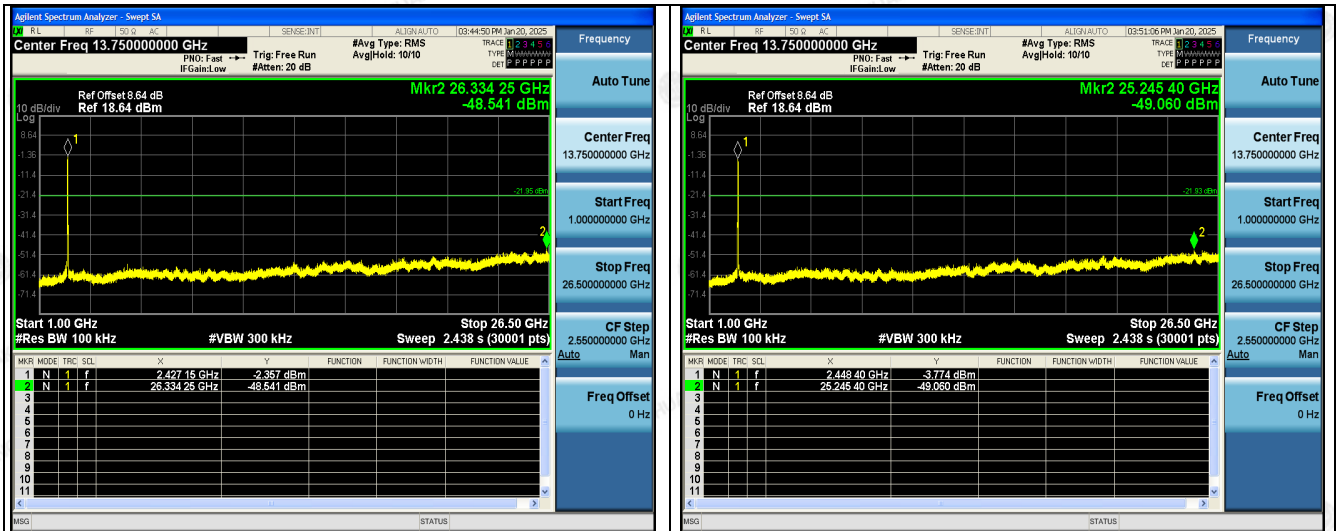 Agilent Spectrum Analyzer - Swept SA
LXI RL RF 50 Ω AC SENSE:INT ALIGN AUTO 03:44:50 PM Jan 20, 2025
Center Freq 13.750000000 GHz
PNO: Fast
IFGain:Low
Trig: Free Run
#Atten: 20 dB
#Avg Type: RMS
Avg|Hold: 10/10
TRACE 1 2 3 4 5 6
TYPE M W W W W W
DET P P P P P P
Ref Offset 8.64 dB
10 dB/div Ref 18.64 dBm
Log
Mkr2 26.334 25 GHz
-48.541 dBm
8.64
-1.36
-11.4
-21.4
-31.4
-41.4
-51.4
-61.4
-71.4
1
2
Start 1.00 GHz Stop 26.50 GHz
#Res BW 100 kHz #VBW 300 kHz Sweep 2.438 s (30001 pts)
MKR MODE TRC SCL X Y FUNCTION FUNCTION WIDTH FUNCTION VALUE
1 N 1 f 2.427 15 GHz -2.357 dBm
2 N 1 f 26.334 25 GHz -48.541 dBm
3
4
5
6
7
8
9
10
11
MSG STATUS
Frequency
Auto Tune
Center Freq
13.750000000 GHz
Start Freq
1.000000000 GHz
Stop Freq
26.500000000 GHz
CF Step
2.550000000 GHz
Auto Man
Freq Offset
0 Hz
Agilent Spectrum Analyzer - Swept SA
LXI RL RF 50 Ω AC SENSE:INT ALIGN AUTO 03:51:06 PM Jan 20, 2025
Center Freq 13.750000000 GHz
PNO: Fast
IFGain:Low
Trig: Free Run
#Atten: 20 dB
#Avg Type: RMS
Avg|Hold: 10/10
TRACE 1 2 3 4 5 6
TYPE M W W W W W
DET P P P P P P
Ref Offset 8.64 dB
10 dB/div Ref 18.64 dBm
Log
Mkr2 25.245 40 GHz
-49.060 dBm
8.64
-1.36
-11.4
-21.4
-31.4
-41.4
-51.4
-61.4
-71.4
1
-21.93 dBm
2
Start 1.00 GHz Stop 26.50 GHz
#Res BW 100 kHz #VBW 300 kHz Sweep 2.438 s (30001 pts)
MKR MODE TRC SCL X Y FUNCTION FUNCTION WIDTH FUNCTION VALUE
1 N 1 f 2.448 40 GHz -3.774 dBm
2 N 1 f 25.245 40 GHz -49.060 dBm
3
4
5
6
7
8
9
10
11
MSG STATUS
Frequency
Auto Tune
Center Freq
13.750000000 GHz
Start Freq
1.000000000 GHz
Stop Freq
26.500000000 GHz
CF Step
2.550000000 GHz
Auto Man
Freq Offset
0 Hz